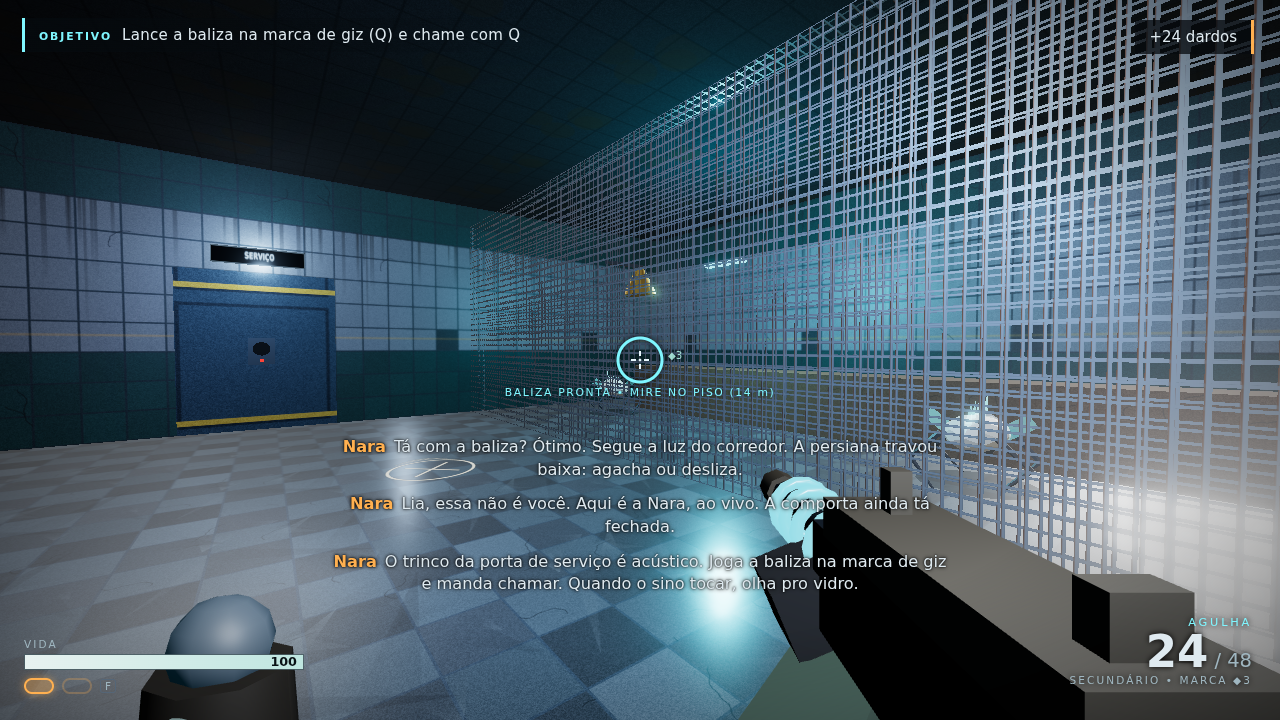 OBJETIVO Lance a baliza na marca de giz (Q) e chame com Q
+24 dardos
SERVIÇO
◆3
BALIZA PRONTA • MIRE NO PISO (14 m)
Nara Tá com a baliza? Ótimo. Segue a luz do corredor. A persiana travou
baixa: agacha ou desliza.
Nara Lia, essa não é você. Aqui é a Nara, ao vivo. A comporta ainda tá
fechada.
Nara O trinco da porta de serviço é acústico. Joga a baliza na marca de giz
e manda chamar. Quando o sino tocar, olha pro vidro.
VIDA
100
F
AGULHA
24 / 48
SECUNDÁRIO • MARCA ◆3